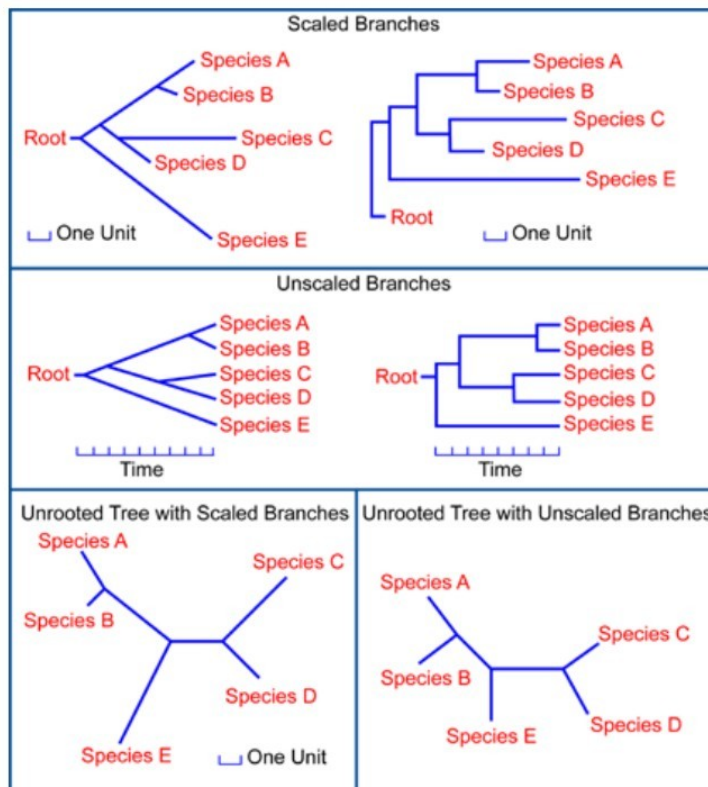 Scaled Branches
Species A
Species B
Root
Species C
Species D
Species E
One Unit
Species A
Species B
Species C
Species D
Species E
Root
One Unit
Unscaled Branches
Species A
Species B
Root
Species C
Species D
Species E
Time
Species A
Species B
Root
Species C
Species D
Species E
Time
Unrooted Tree with Scaled Branches
Species A
Species C
Species B
Species D
Species E
One Unit
Unrooted Tree with Unscaled Branches
Species A
Species C
Species B
Species E
Species D